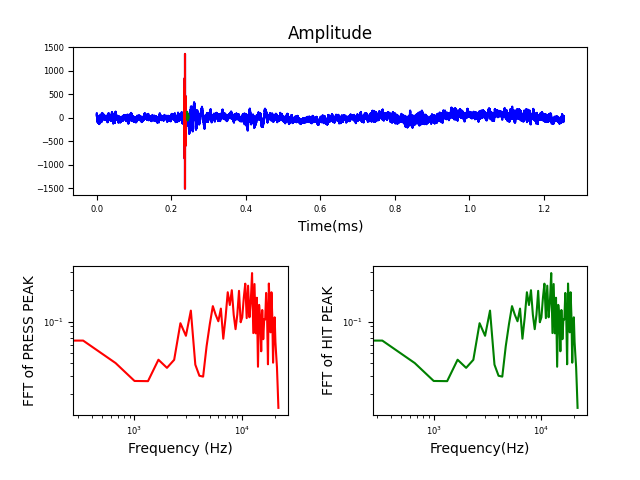 Amplitude
1500
1000
500
0
−500
−1000
−1500
0.0 0.2 0.4 0.6 0.8 1.0 1.2
Time(ms)
FFT of PRESS PEAK
10⁻¹
10³ 10⁴
Frequency (Hz)
FFT of HIT PEAK
10⁻¹
10³ 10⁴
Frequency(Hz)